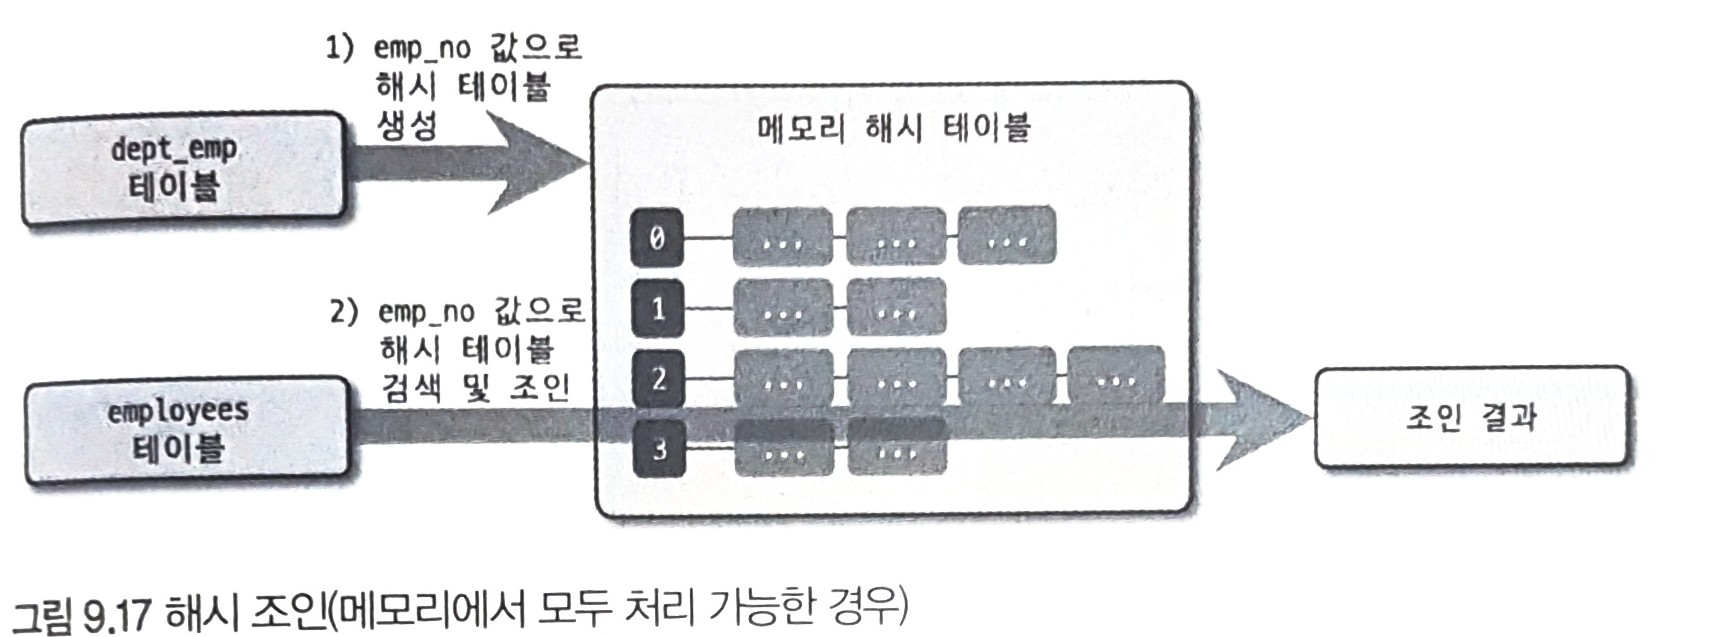 1) emp_no 값으로
해시 테이블
생성
dept_emp
테이블
메모리 해시 테이블
0 ... ... ...
1 ... ...
2 ... ... ... ...
3 ... ...
2) emp_no 값으로
해시 테이블
검색 및 조인
employees
테이블
조인 결과
그림 9.17 해시 조인(메모리에서 모두 처리 가능한 경우)